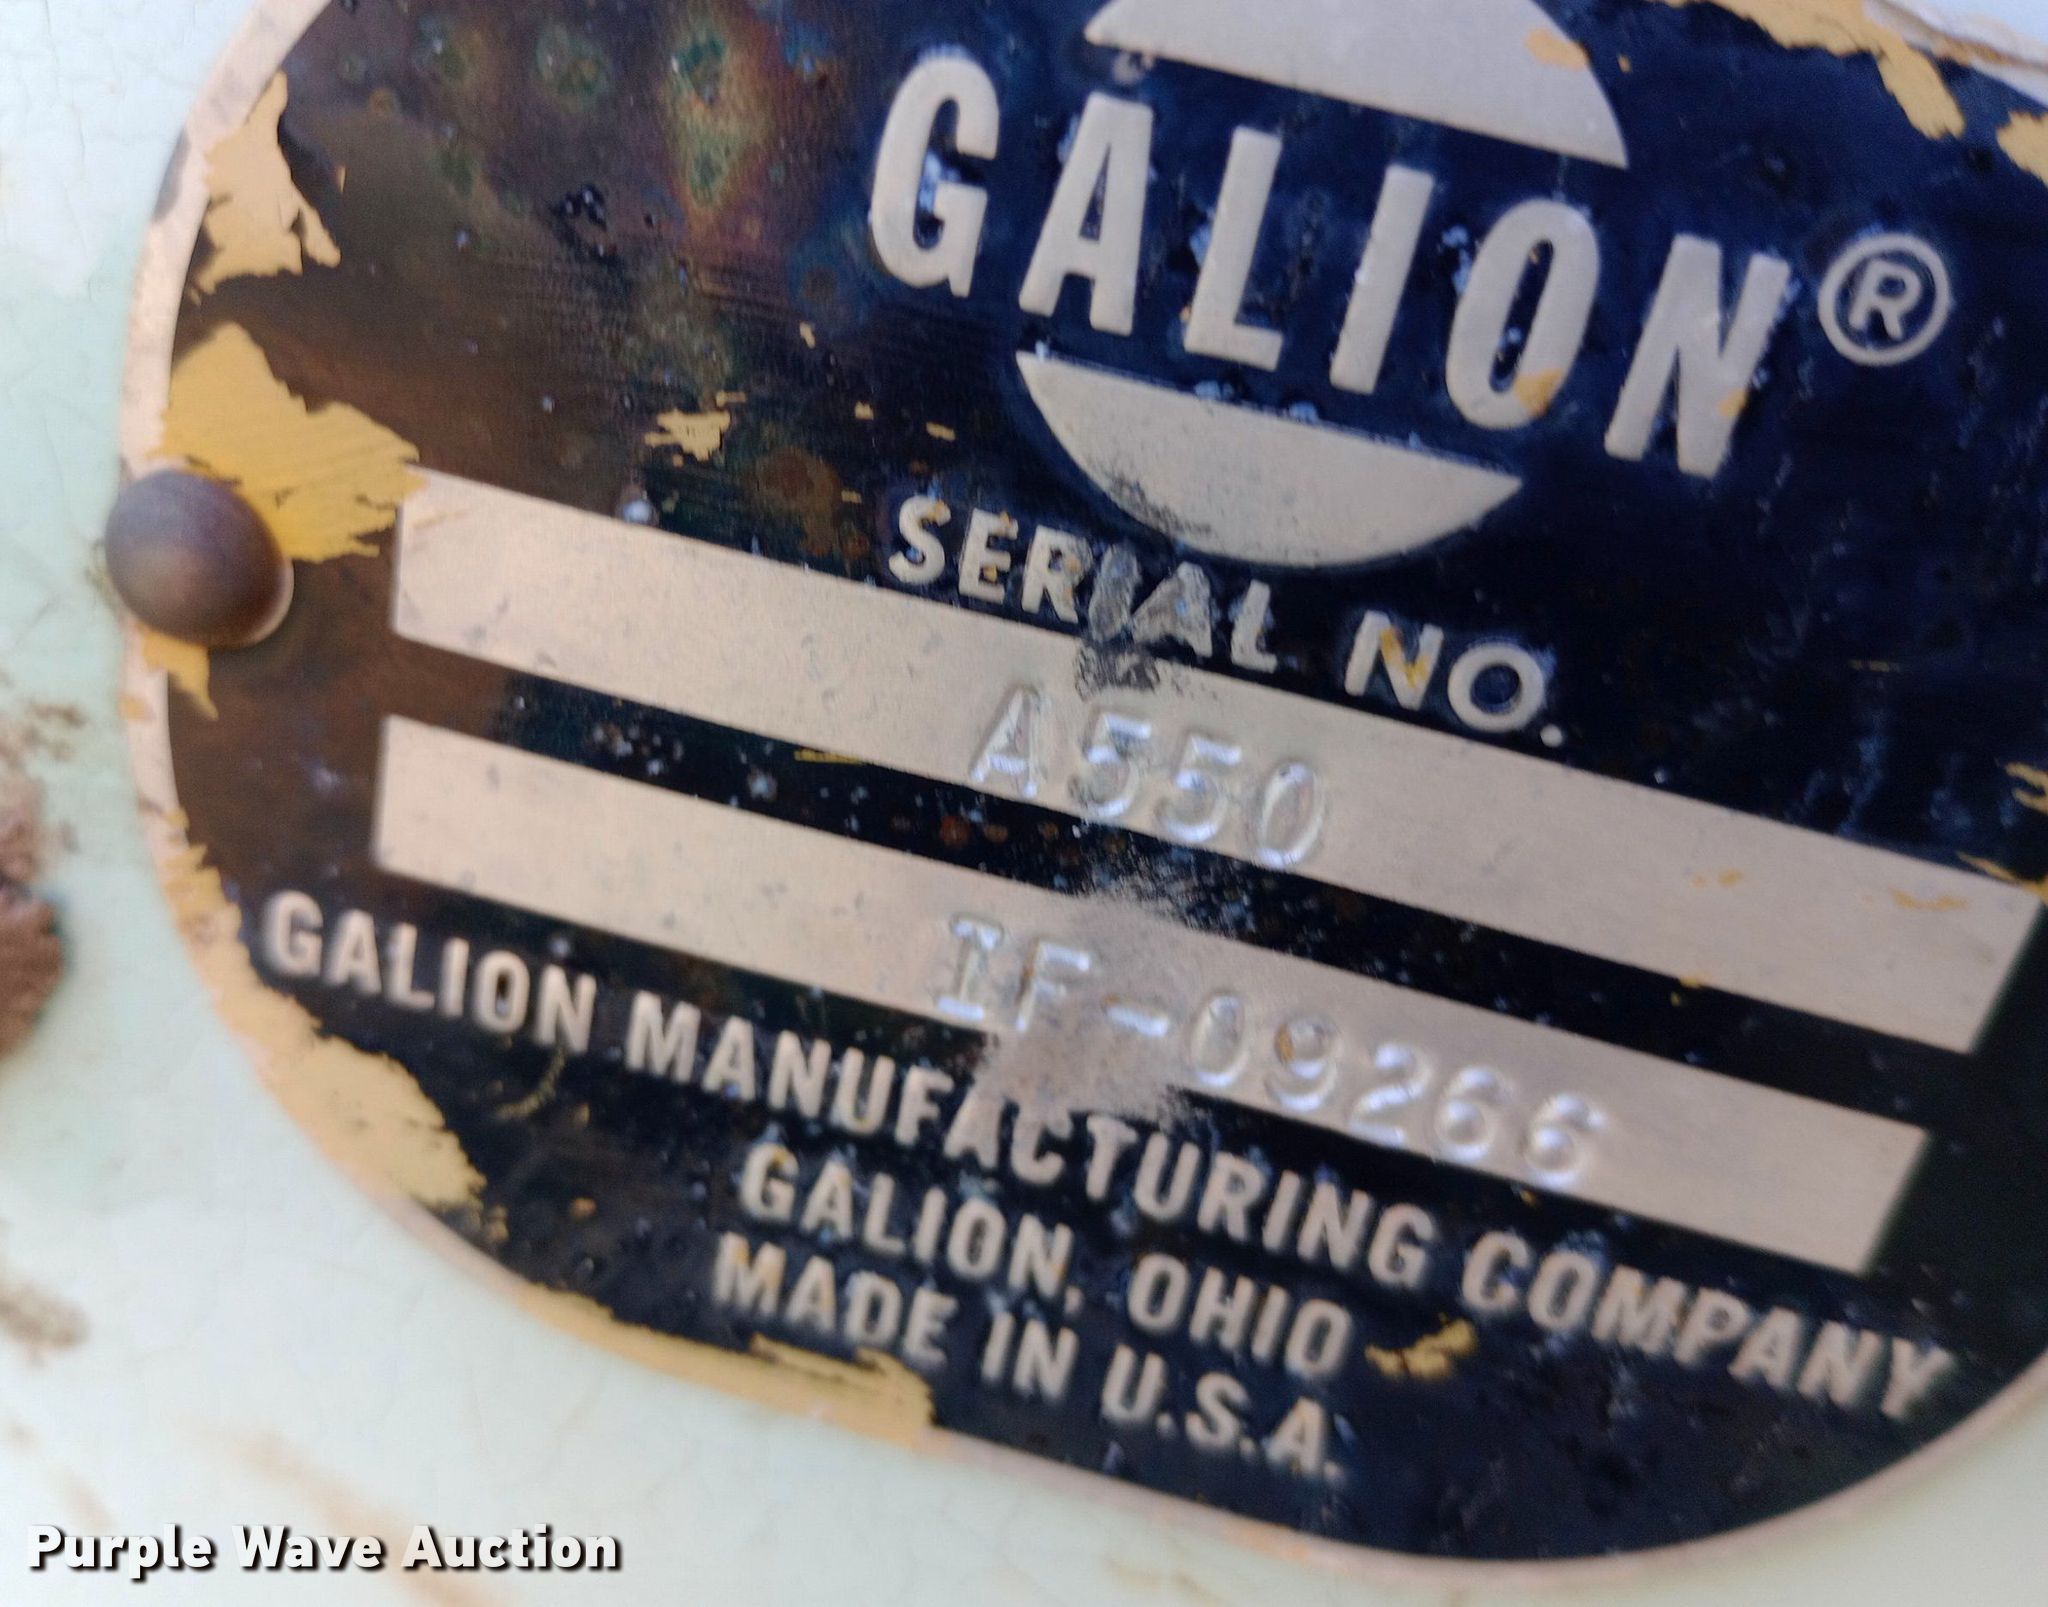 GALION®
SERIAL NO.
A550
IF-09266
GALION MANUFACTURING COMPANY
GALION, OHIO
MADE IN U.S.A.
Purple Wave Auction